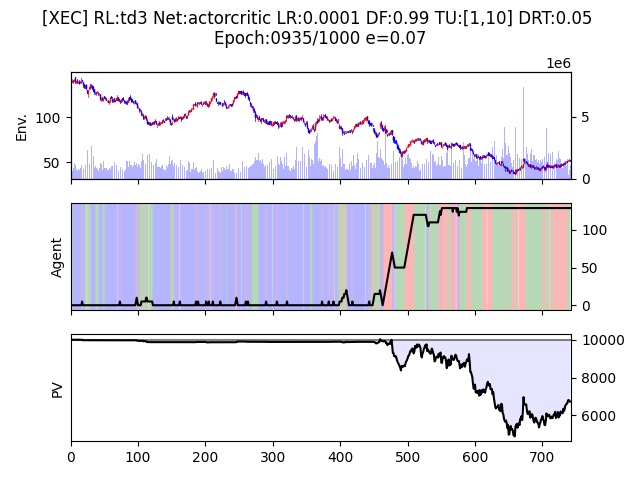 [XEC] RL:td3 Net:actorcritic LR:0.0001 DF:0.99 TU:[1,10] DRT:0.05
Epoch:0935/1000 e=0.07
1e6
Env.
100
50
5
0
Agent
100
50
0
PV
10000
8000
6000
0 100 200 300 400 500 600 700